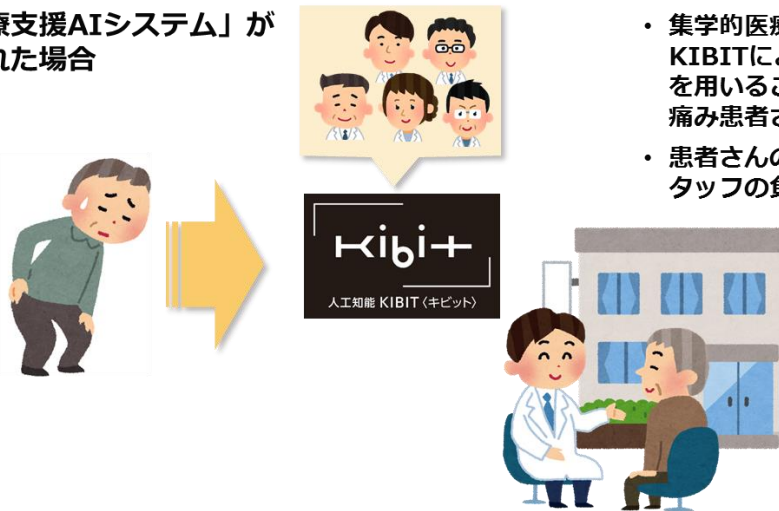 療支援AIシステム」が
れた場合
Kibit
人工知能 KIBIT〈キビット〉
• 集学的医療
KIBITによ
を用いるこ
痛み患者さ
• 患者さんの
タッフの負